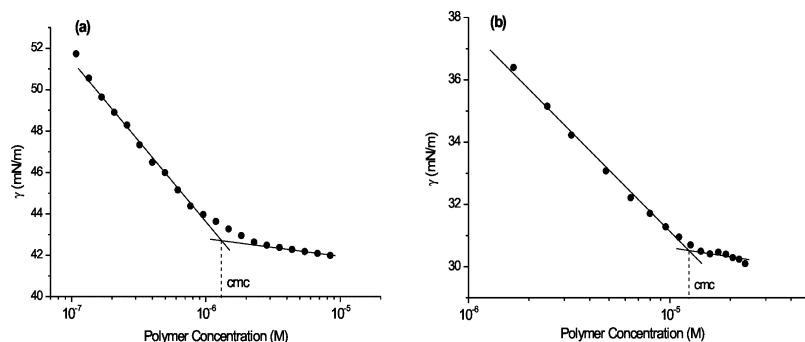 (a)
52
50
48
46
44
42
40
γ (mN/m)
cmc
10⁻⁷
10⁻⁶
10⁻⁵
Polymer Concentration (M)
(b)
38
36
34
32
30
γ (mN/m)
cmc
10⁻⁶
10⁻⁵
Polymer Concentration (M)